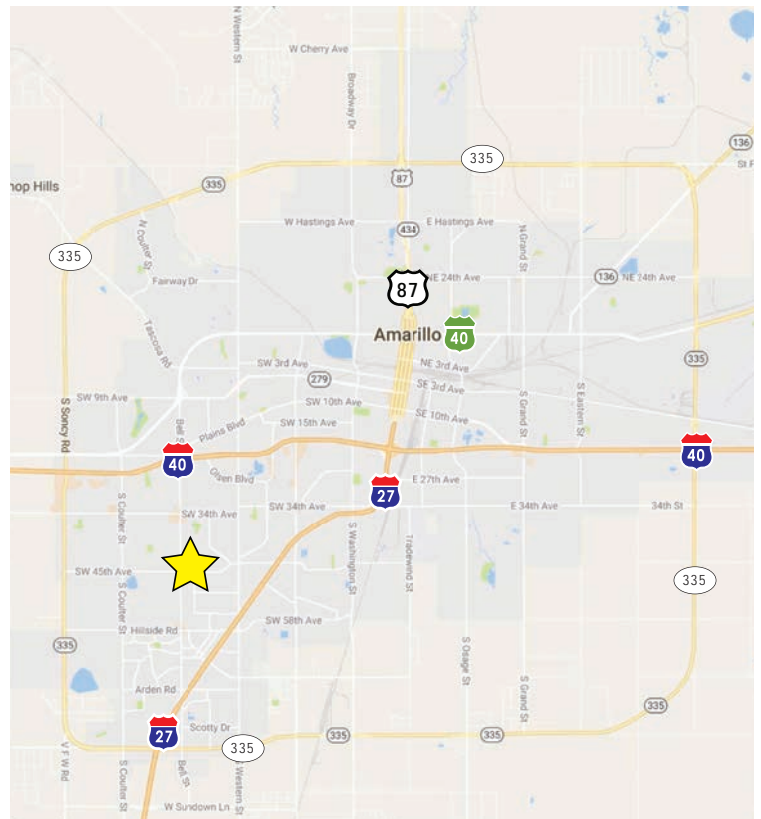 N Western St
W Cherry Ave
Broadway Dr
136
335
St F
87
335
hop Hills
W Hastings Ave
E Hastings Ave
434
N Coulter St
N Grand St
335
Fairway Dr
NE 24th Ave
136
NE 24th Ave
87
Tascosa Rd
Amarillo
40
SW 3rd Ave
NE 3rd Ave
335
279
SE 3rd Ave
S Soncy Rd
SW 9th Ave
SW 10th Ave
S Grand St
S Eastern St
SW 15th Ave
SE 10th Ave
Bell St
Plains Blvd
40
40
Olsen Blvd
E 27th Ave
27
S Coulter St
SW 34th Ave
SW 34th Ave
E 34th Ave
34th St
S Washington St
Tradewind St
SW 45th Ave
335
S Coulter St
Hillside Rd
SW 58th Ave
335
S Osage St
Arden Rd
S Grand St
335
Scotty Dr
27
335
335
335
V F W Rd
S Coulter St
Bell St
S Western St
W Sundown Ln